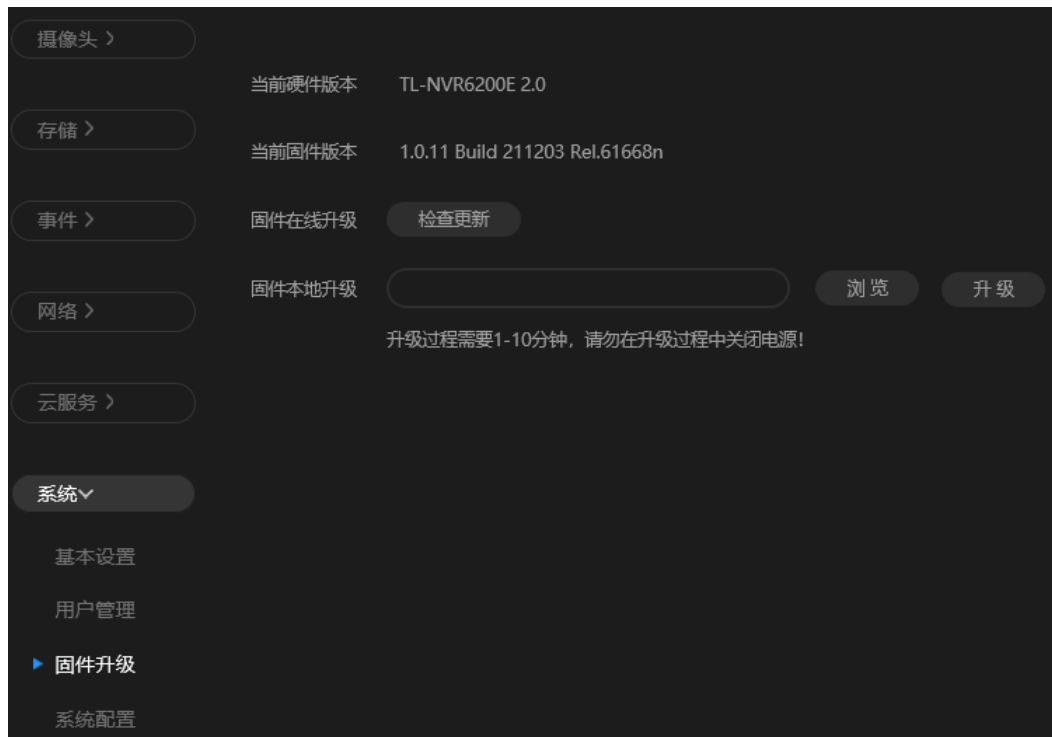 摄像头
存储
事件
网络
云服务
系统
基本设置
用户管理
固件升级
系统配置
当前硬件版本 TL-NVR6200E 2.0
当前固件版本 1.0.11 Build 211203 Rel.61668n
固件在线升级 检查更新
固件本地升级 浏览 升级
升级过程需要1-10分钟，请勿在升级过程中关闭电源！